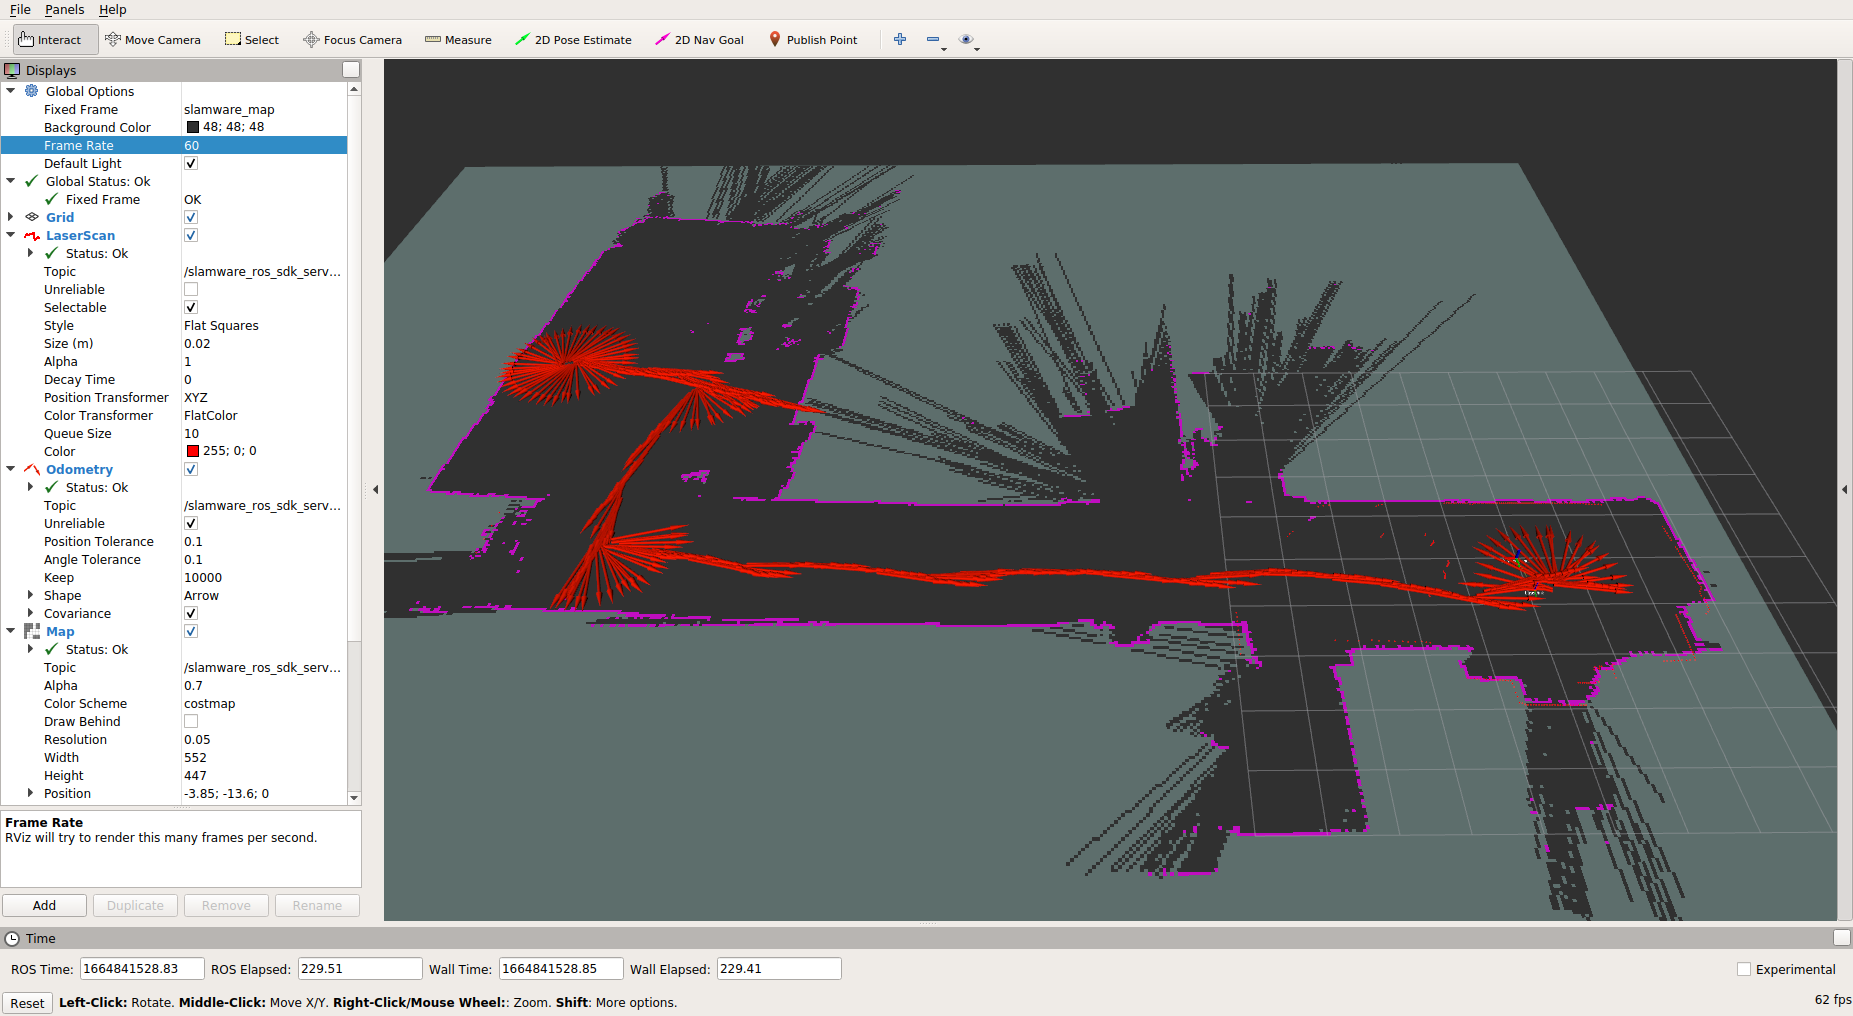 File Panels Help
Interact Move Camera Select Focus Camera Measure 2D Pose Estimate 2D Nav Goal Publish Point
Displays
Global Options
Fixed Frame slamware_map
Background Color 48; 48; 48
Frame Rate 60
Default Light
Global Status: Ok
Fixed Frame OK
Grid
LaserScan
Status: Ok
Topic /slamware_ros_sdk_serv...
Unreliable
Selectable
Style Flat Squares
Size (m) 0.02
Alpha 1
Decay Time 0
Position Transformer XYZ
Color Transformer FlatColor
Queue Size 10
Color 255; 0; 0
Odometry
Status: Ok
Topic /slamware_ros_sdk_serv...
Unreliable
Position Tolerance 0.1
Angle Tolerance 0.1
Keep 10000
Shape Arrow
Covariance
Map
Status: Ok
Topic /slamware_ros_sdk_serv...
Alpha 0.7
Color Scheme costmap
Draw Behind
Resolution 0.05
Width 552
Height 447
Position -3.85; -13.6; 0
Frame Rate
RViz will try to render this many frames per second.
Add Duplicate Remove Rename
Time
ROS Time: 1664841528.83 ROS Elapsed: 229.51 Wall Time: 1664841528.85 Wall Elapsed: 229.41 Experimental
Reset Left-Click: Rotate. Middle-Click: Move X/Y. Right-Click/Mouse Wheel:: Zoom. Shift: More options. 62 fps